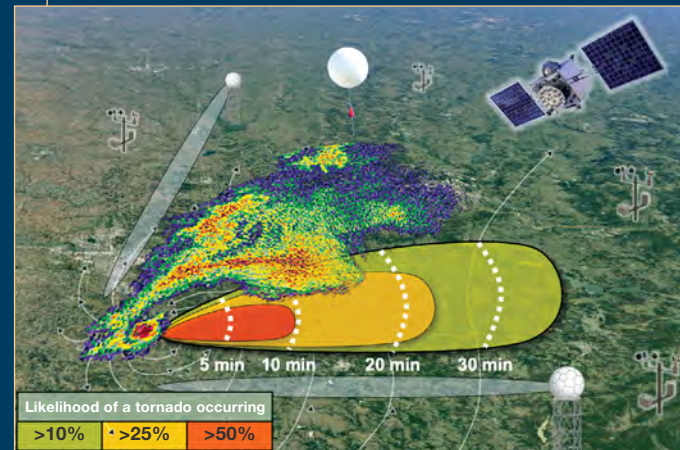 5 min 10 min 20 min 30 min
Likelihood of a tornado occurring
>10% >25% >50%